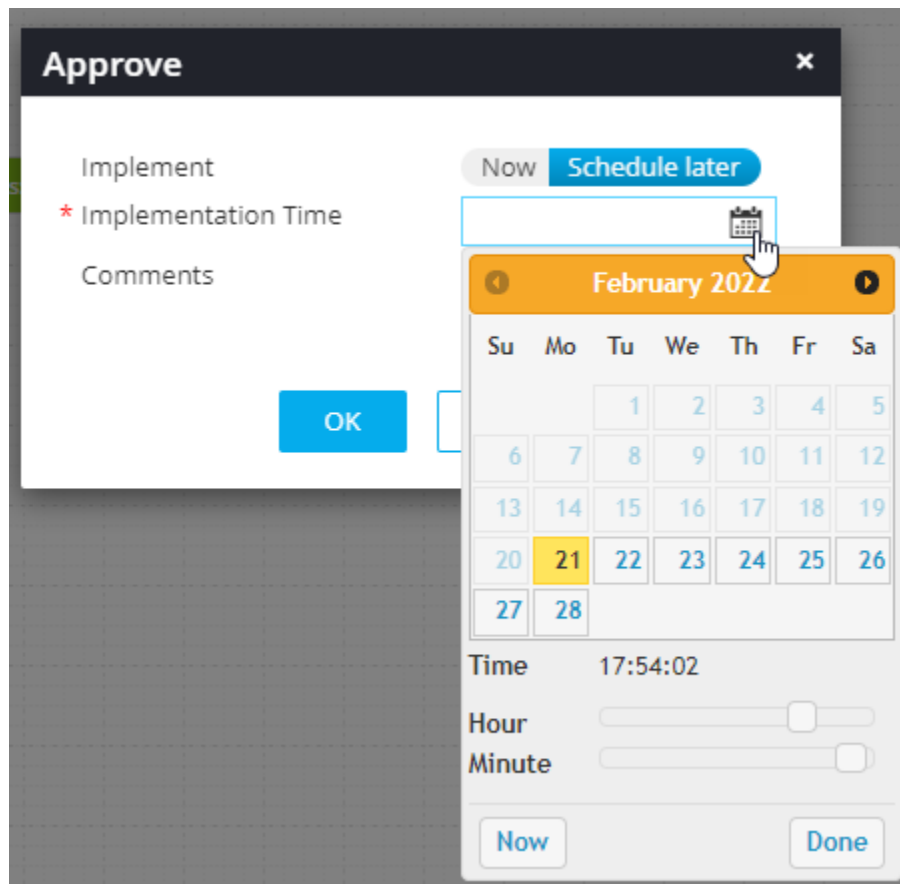 Approve
Implement Now Schedule later
* Implementation Time
Comments
February 2022
Su Mo Tu We Th Fr Sa
1 2 3 4 5
6 7 8 9 10 11 12
13 14 15 16 17 18 19
20 21 22 23 24 25 26
27 28
Time 17:54:02
Hour
Minute
OK
Now Done